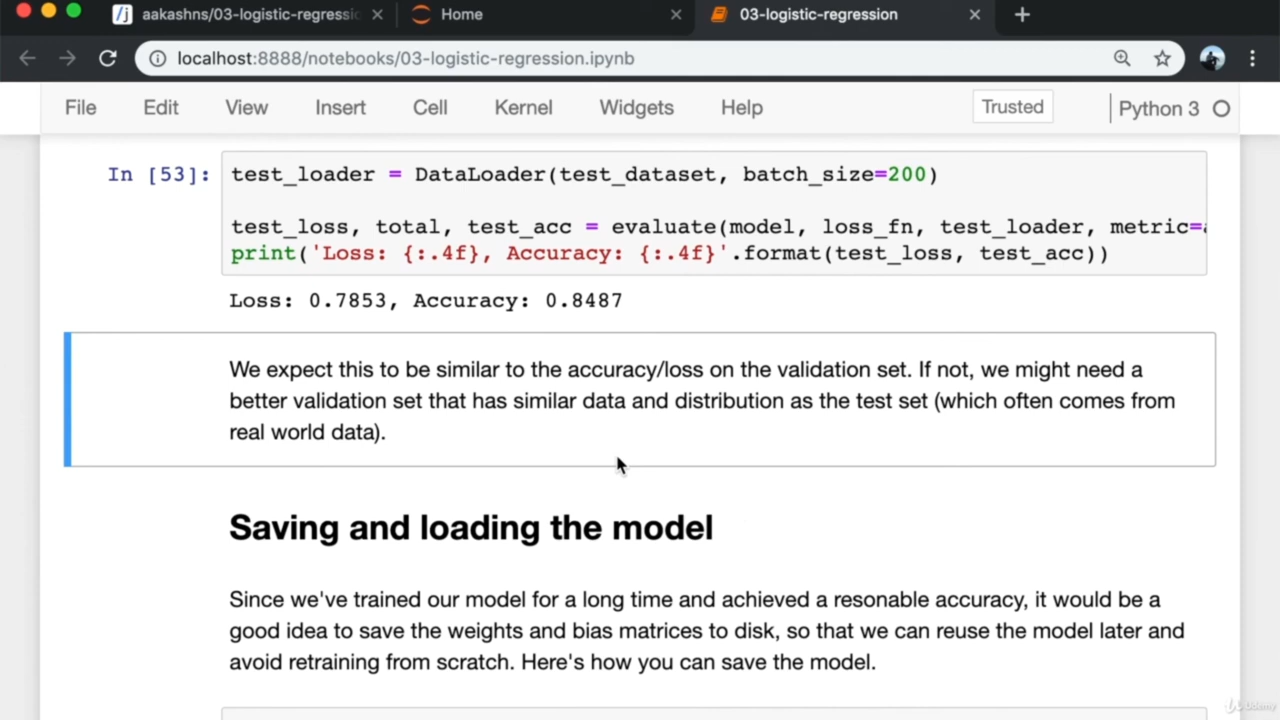 aakashns/03-logistic-regressic
Home
03-logistic-regression
localhost:8888/notebooks/03-logistic-regression.ipynb
File Edit View Insert Cell Kernel Widgets Help Trusted Python 3
In [53]: test_loader = DataLoader(test_dataset, batch_size=200)
test_loss, total, test_acc = evaluate(model, loss_fn, test_loader, metric=
print('Loss: {:.4f}, Accuracy: {:.4f}'.format(test_loss, test_acc))
Loss: 0.7853, Accuracy: 0.8487
We expect this to be similar to the accuracy/loss on the validation set. If not, we might need a
better validation set that has similar data and distribution as the test set (which often comes from
real world data).
Saving and loading the model
Since we've trained our model for a long time and achieved a resonable accuracy, it would be a
good idea to save the weights and bias matrices to disk, so that we can reuse the model later and
avoid retraining from scratch. Here's how you can save the model.
Udemy